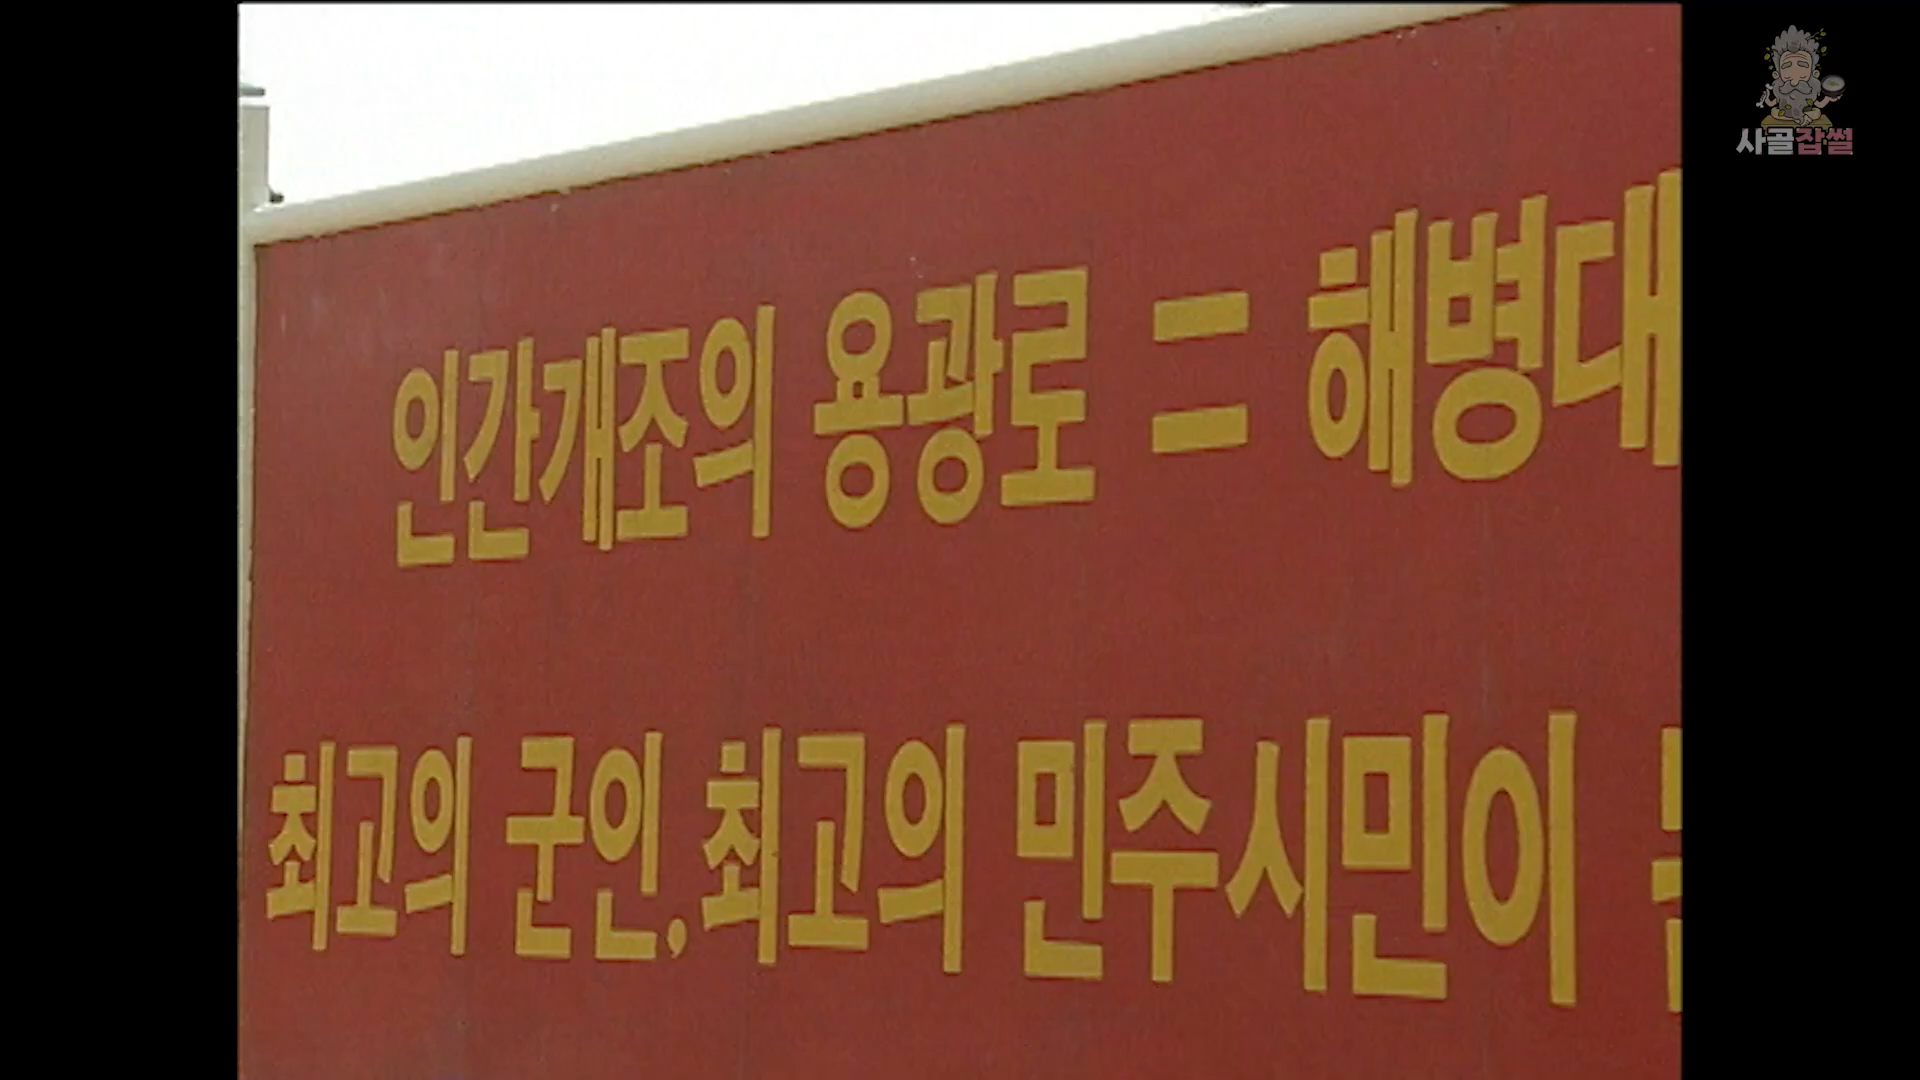 사골잡썰
인간개조의 용광로 = 해병대
최고의 군인, 최고의 민주시민이